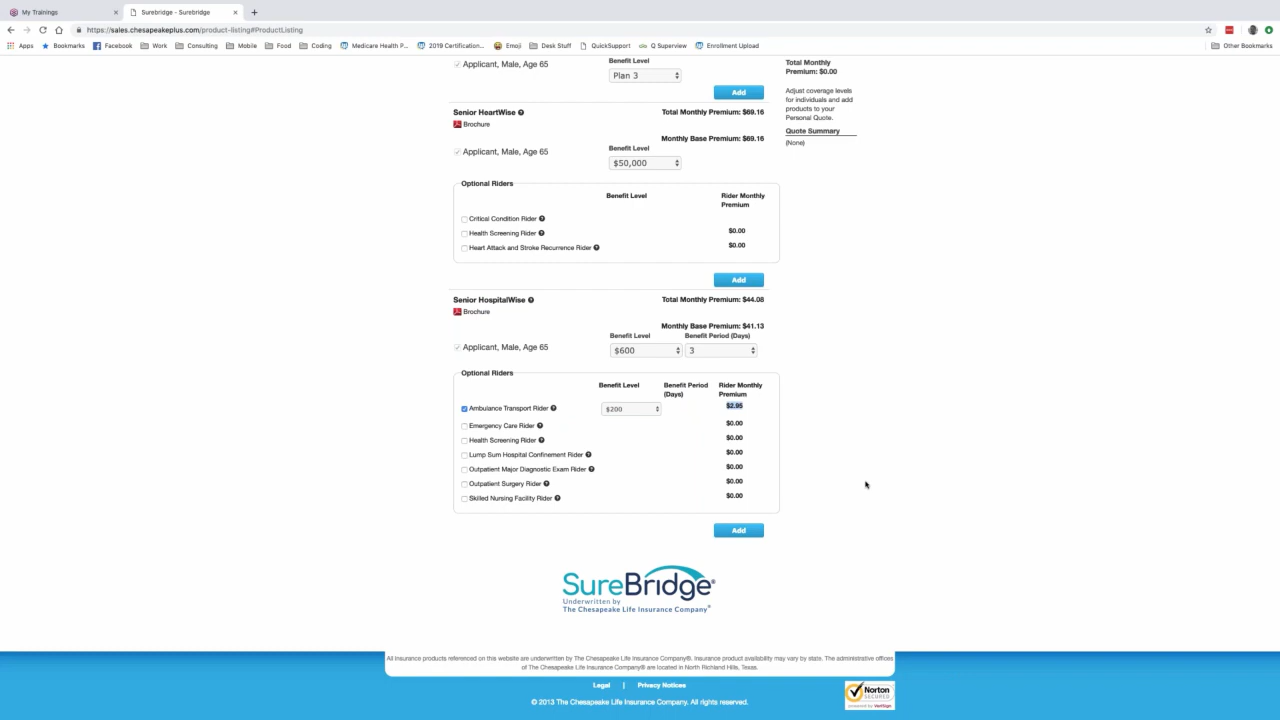 My Trainings
Surebridge - Surebridge
https://sales.chesapeakeplus.com/product-listing#ProductListing
Apps Bookmarks Facebook Work Consulting Mobile Food Coding Medicare Health P... 2019 Certification... Emoji Desk Stuff QuickSupport Q Superview Enrollment Upload Other Bookmarks
Applicant, Male, Age 65
Benefit Level
Plan 3
Add
Total Monthly
Premium: $0.00
Adjust coverage levels
for individuals and add
products to your
Personal Quote.
Quote Summary
(None)
Senior HeartWise
Total Monthly Premium: $69.16
Brochure
Monthly Base Premium: $69.16
Benefit Level
Applicant, Male, Age 65
$50,000
Optional Riders
Benefit Level
Rider Monthly
Premium
Critical Condition Rider
Health Screening Rider
$0.00
Heart Attack and Stroke Recurrence Rider
$0.00
Add
Senior HospitalWise
Total Monthly Premium: $44.08
Brochure
Monthly Base Premium: $41.13
Benefit Level Benefit Period (Days)
Applicant, Male, Age 65
$600 3
Optional Riders
Benefit Level
Benefit Period
(Days)
Rider Monthly
Premium
Ambulance Transport Rider $200 $2.95
Emergency Care Rider $0.00
Health Screening Rider $0.00
Lump Sum Hospital Confinement Rider $0.00
Outpatient Major Diagnostic Exam Rider $0.00
Outpatient Surgery Rider $0.00
Skilled Nursing Facility Rider $0.00
Add
SureBridge®
Underwritten by
The Chesapeake Life Insurance Company®
All insurance products referenced on this website are underwritten by The Chesapeake Life Insurance Company®. Insurance product availability may vary by state. The administrative offices
of The Chesapeake Life Insurance Company® are located in North Richland Hills, Texas.
Legal | Privacy Notices
© 2013 The Chesapeake Life Insurance Company. All rights reserved.
Norton
SECURED
powered by VeriSign